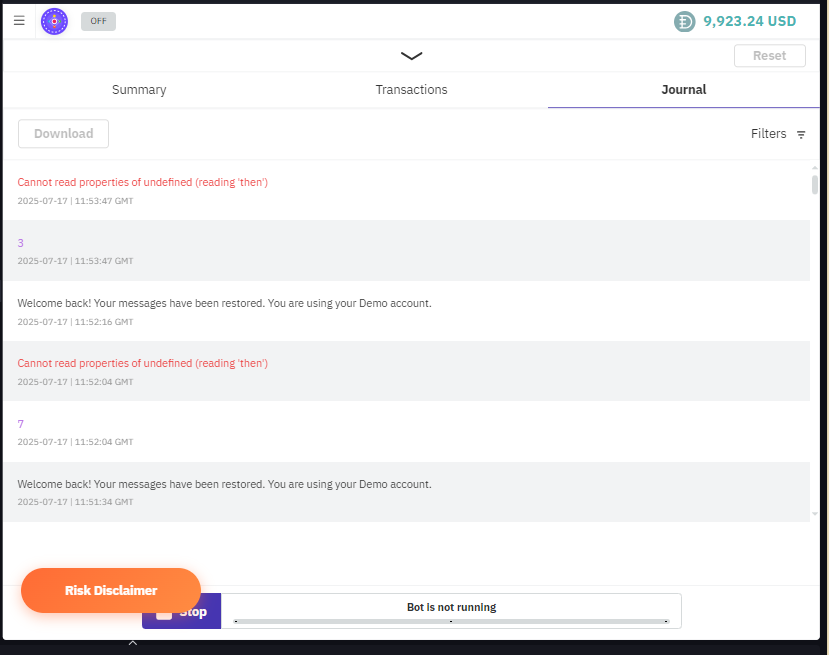 OFF
9,923.24 USD
Reset
Summary
Transactions
Journal
Download
Filters
Cannot read properties of undefined (reading 'then')
2025-07-17 | 11:53:47 GMT
3
2025-07-17 | 11:53:47 GMT
Welcome back! Your messages have been restored. You are using your Demo account.
2025-07-17 | 11:52:16 GMT
Cannot read properties of undefined (reading 'then')
2025-07-17 | 11:52:04 GMT
7
2025-07-17 | 11:52:04 GMT
Welcome back! Your messages have been restored. You are using your Demo account.
2025-07-17 | 11:51:34 GMT
Risk Disclaimer
Stop
Bot is not running